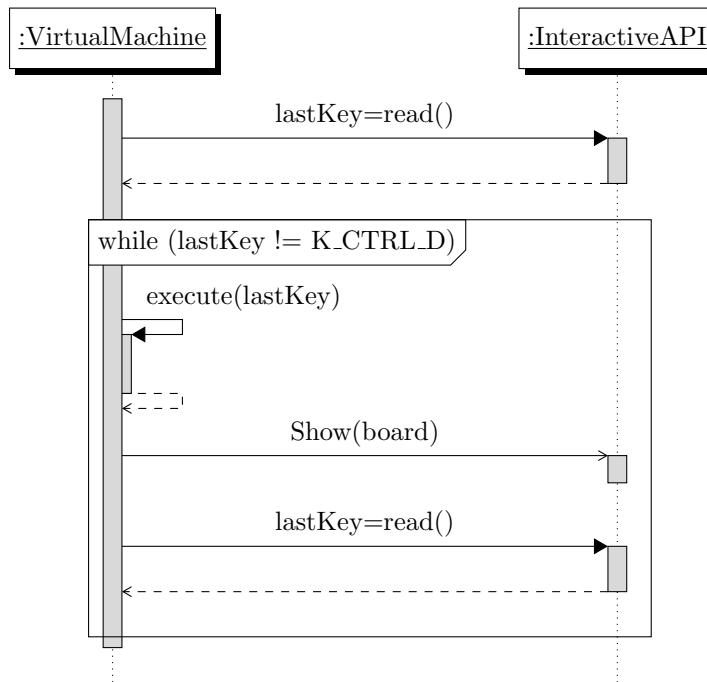 :VirtualMachine
:InteractiveAPI
lastKey=read()
while (lastKey != K_CTRL_D)
execute(lastKey)
Show(board)
lastKey=read()